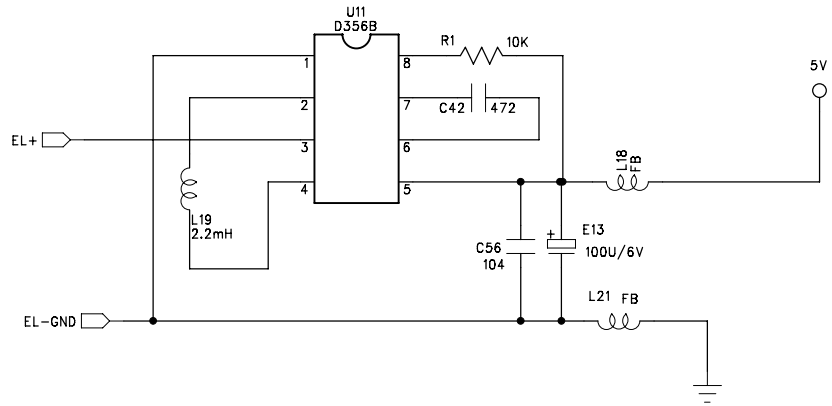 U11
D356B
1
8
R1
10K
5V
2
7
C42
472
EL+
3
6
L18
FB
4
5
L19
2.2mH
C56
104
+
E13
100U/6V
L21
FB
EL-GND